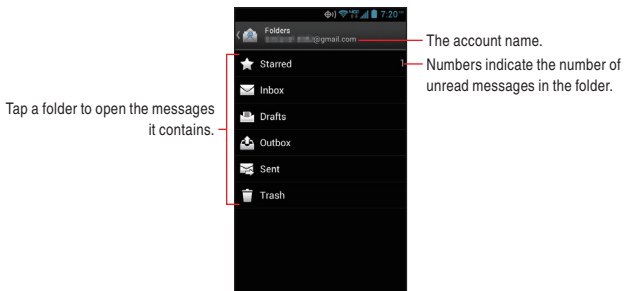 7:20
Folders
@gmail.com
The account name.
Starred 1
Numbers indicate the number of
unread messages in the folder.
Inbox
Tap a folder to open the messages
it contains.
Drafts
Outbox
Sent
Trash